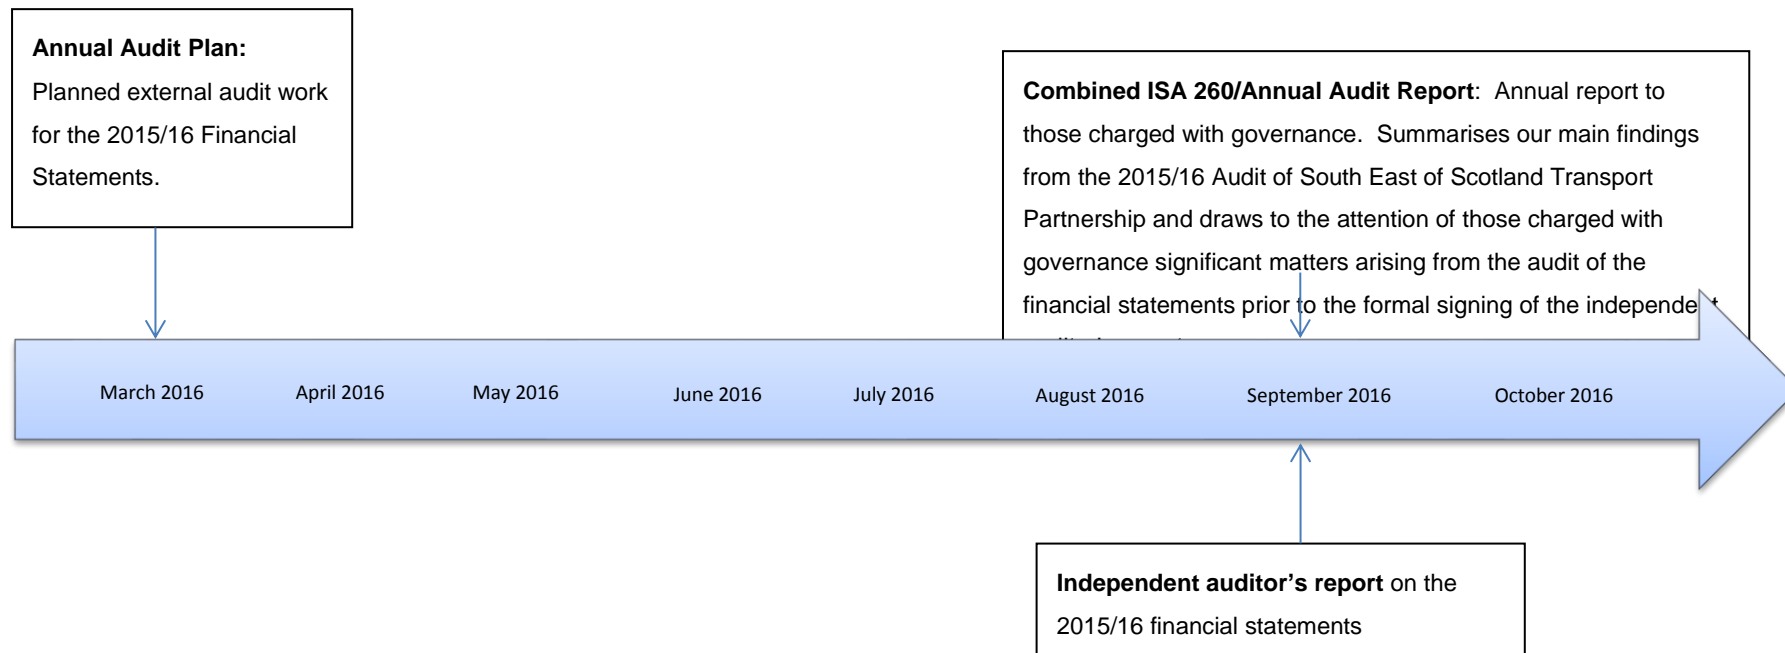 Annual Audit Plan:
Planned external audit work
for the 2015/16 Financial
Statements.
Combined ISA 260/Annual Audit Report:  Annual report to
those charged with governance.  Summarises our main findings
from the 2015/16 Audit of South East of Scotland Transport
Partnership and draws to the attention of those charged with
governance significant matters arising from the audit of the
financial statements prior to the formal signing of the
March 2016
April 2016
May 2016
June 2016
July 2016
August 2016
September 2016
October 2016
Independent auditor’s report on the
2015/16 financial statements